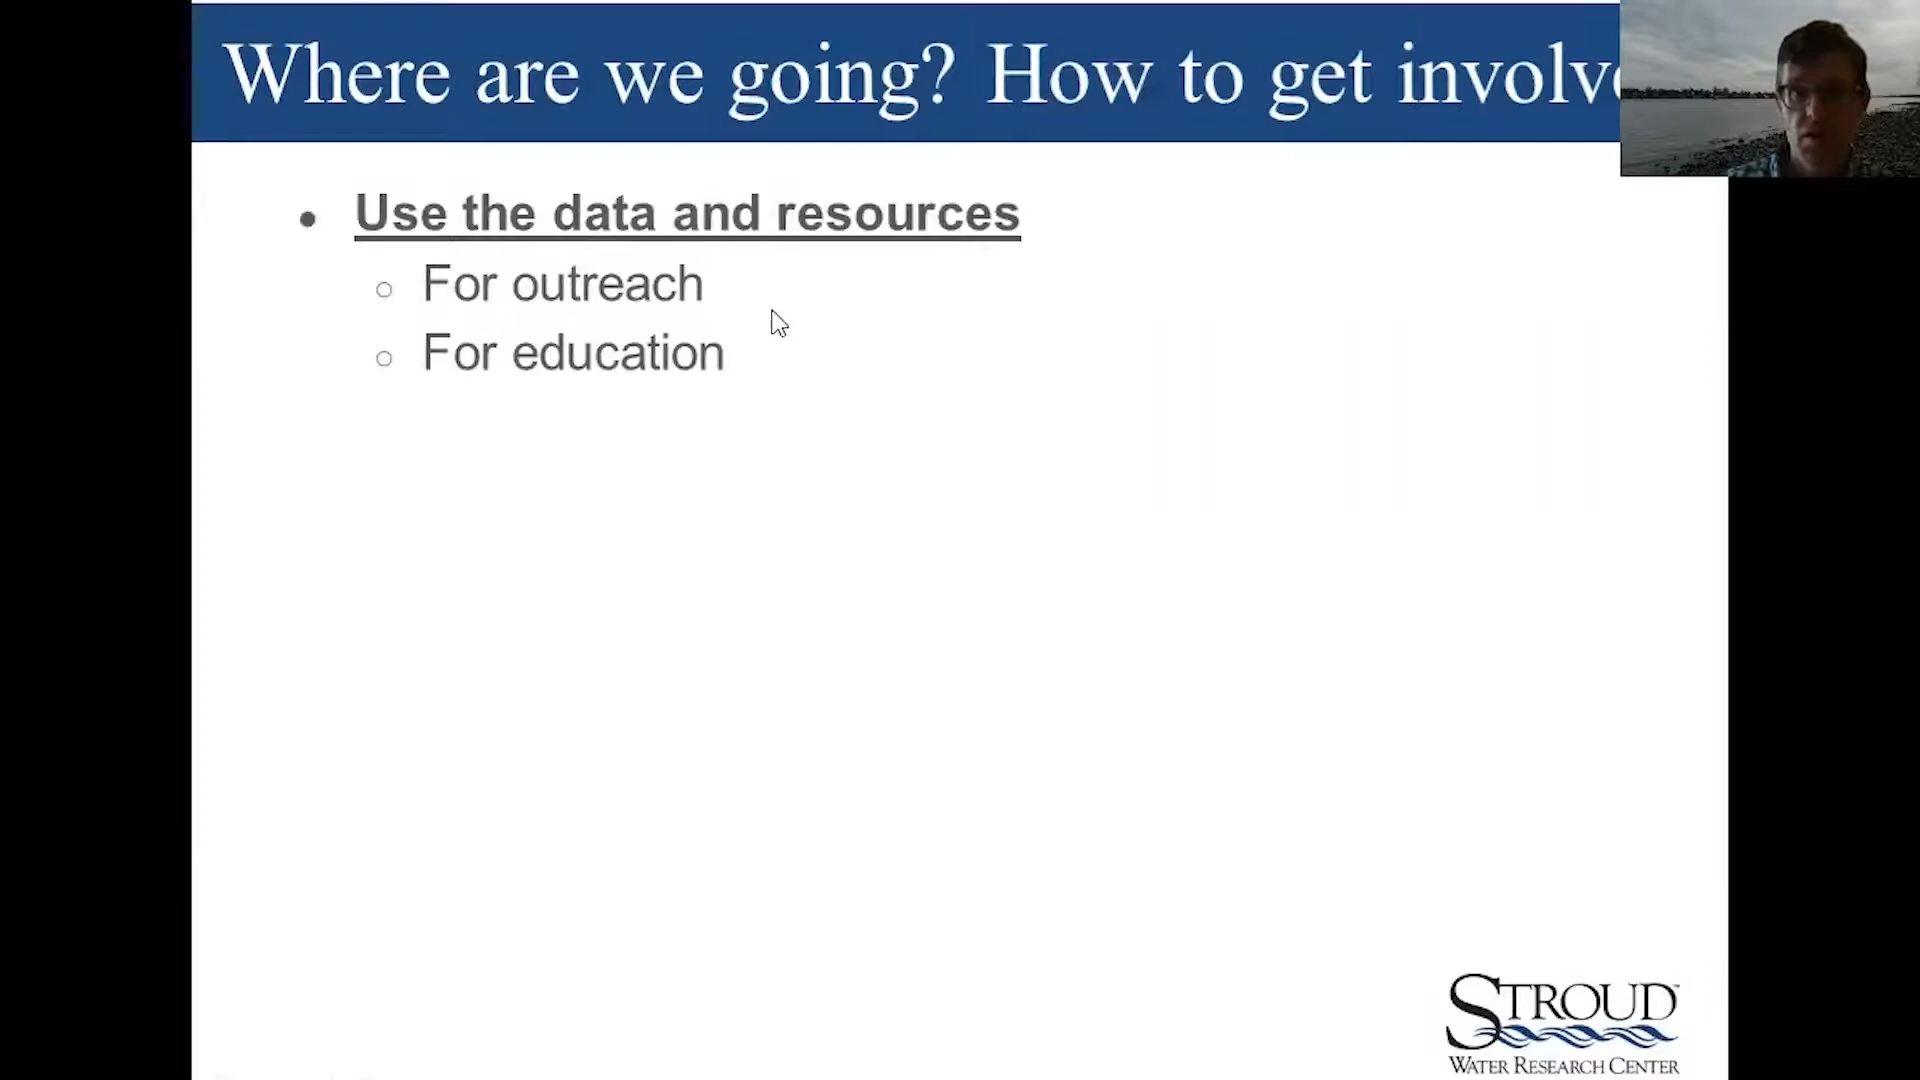 Where are we going? How to get involv
• Use the data and resources
○ For outreach
○ For education
STROUD™
WATER RESEARCH CENTER